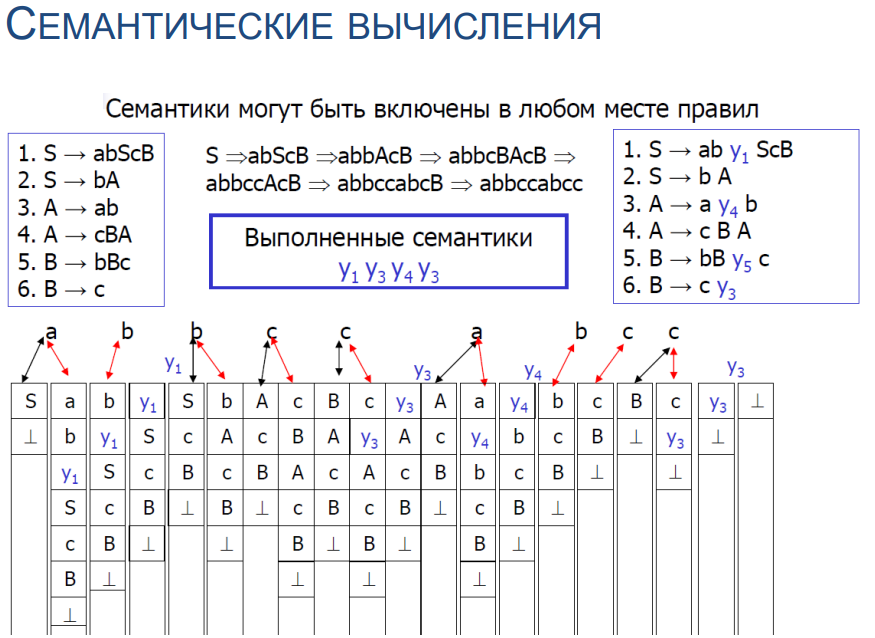 СЕМАНТИЧЕСКИЕ ВЫЧИСЛЕНИЯ
Семантики могут быть включены в любом месте правил
1. S → abScB
2. S → bA
3. A → ab
4. A → cBA
5. B → bBc
6. B → c
S ⇒abScB ⇒abbAcB ⇒ abbcBAcB ⇒
abbccAcB ⇒ abbccabcB ⇒ abbccabcc
Выполненные семантики
y₁ y₃ y₄ y₃
1. S → ab y₁ ScB
2. S → b A
3. A → a y₄ b
4. A → c B A
5. B → bB y₅ c
6. B → c y₃
a b b c c a b c c
y₁ y₃ y₄ y₃
S a b y₁ S b A c B c y₃ A a y₄ b c B c y₃ ⊥
⊥ b y₁ S c A c B A y₃ A c y₄ b c B ⊥ y₃ ⊥
y₁ S c B c B A c A c B b c B ⊥ ⊥
S c B ⊥ B ⊥ c B c B ⊥ c B ⊥
c B ⊥ ⊥ B ⊥ B ⊥ B ⊥
B ⊥ ⊥ ⊥ ⊥
⊥